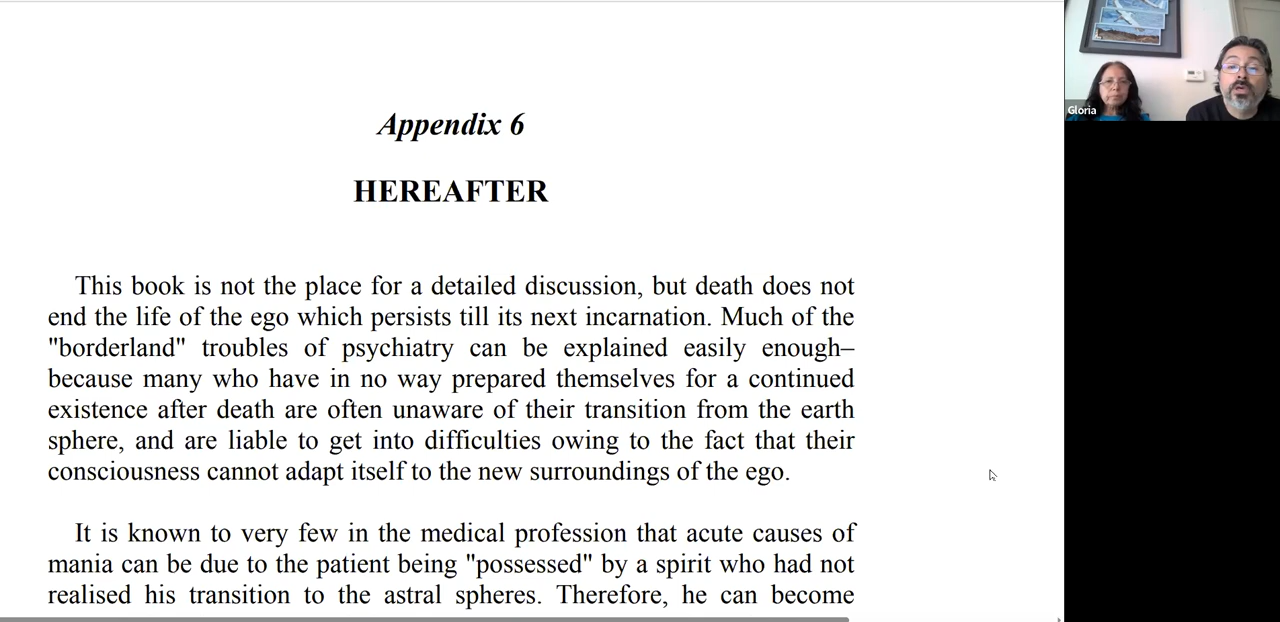 Appendix 6
HEREAFTER
This book is not the place for a detailed discussion, but death does not
end the life of the ego which persists till its next incarnation. Much of the
"borderland" troubles of psychiatry can be explained easily enough–
because many who have in no way prepared themselves for a continued
existence after death are often unaware of their transition from the earth
sphere, and are liable to get into difficulties owing to the fact that their
consciousness cannot adapt itself to the new surroundings of the ego.
It is known to very few in the medical profession that acute causes of
mania can be due to the patient being "possessed" by a spirit who had not
realised his transition to the astral spheres. Therefore, he can become
Gloria